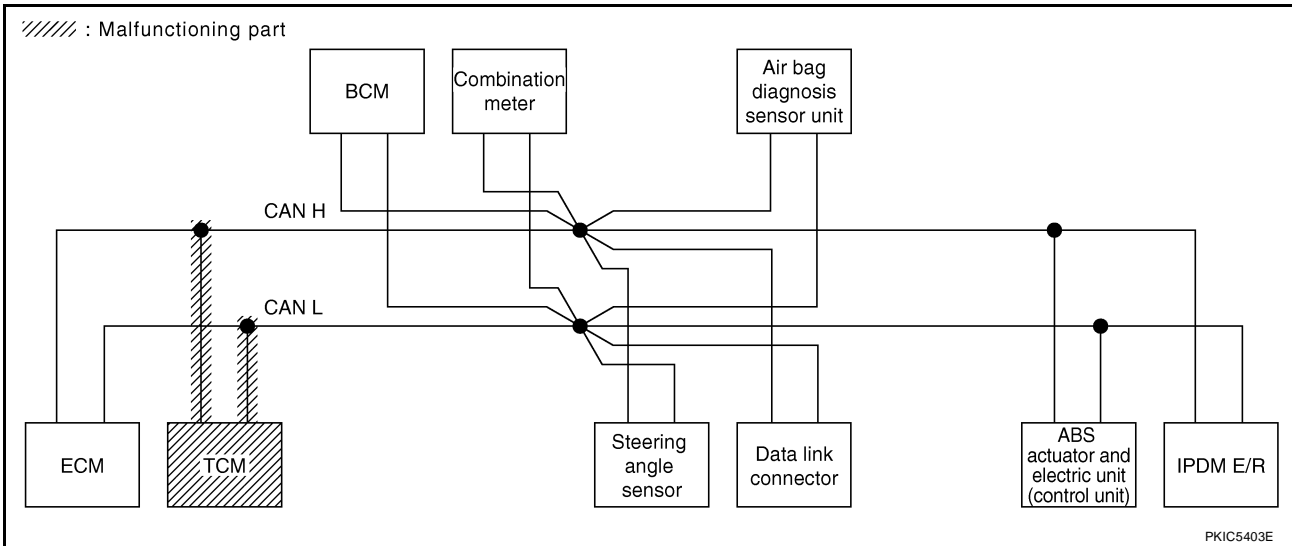 : Malfunctioning part
BCM
Combination
meter
Air bag
diagnosis
sensor unit
CAN H
CAN L
ECM
TCM
Steering
angle
sensor
Data link
connector
ABS
actuator and
electric unit
(control unit)
IPDM E/R
PKIC5403E